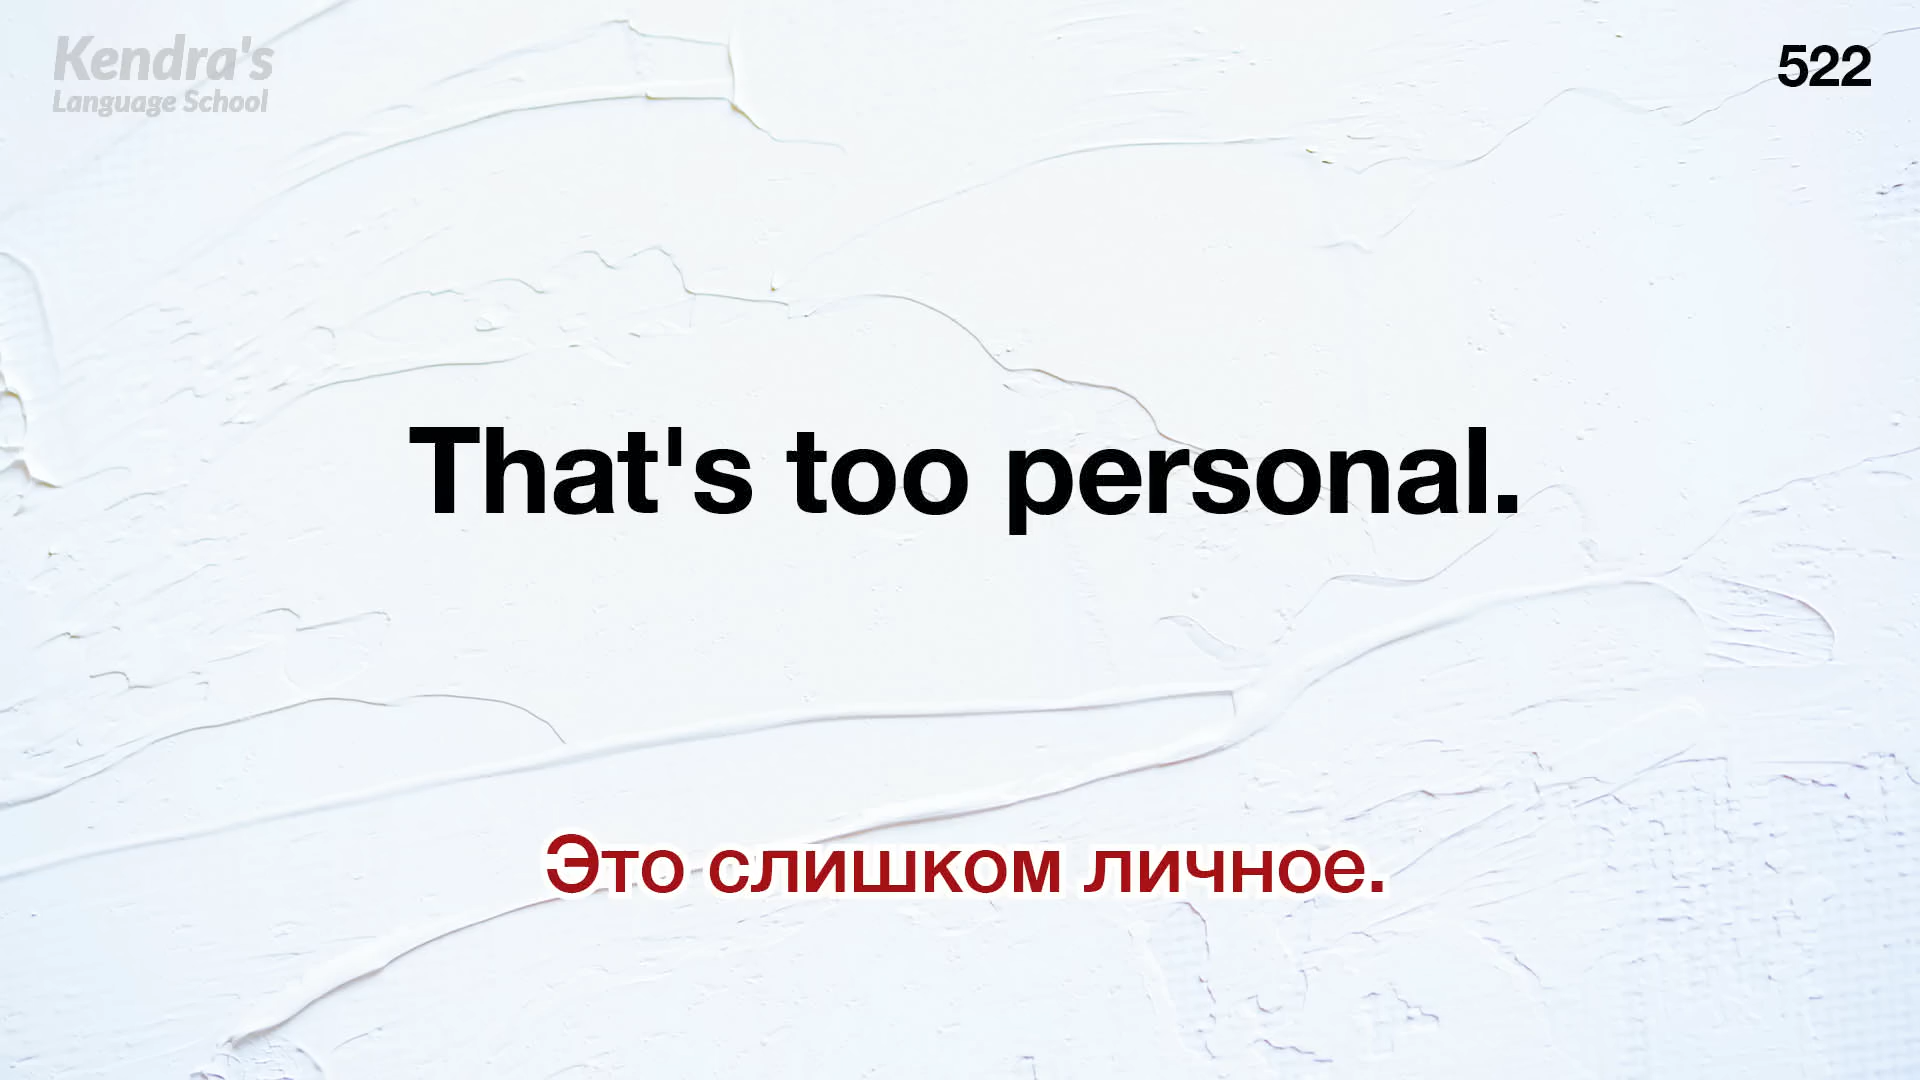 Kendra's
Language School
522
That's too personal.
Это слишком личное.